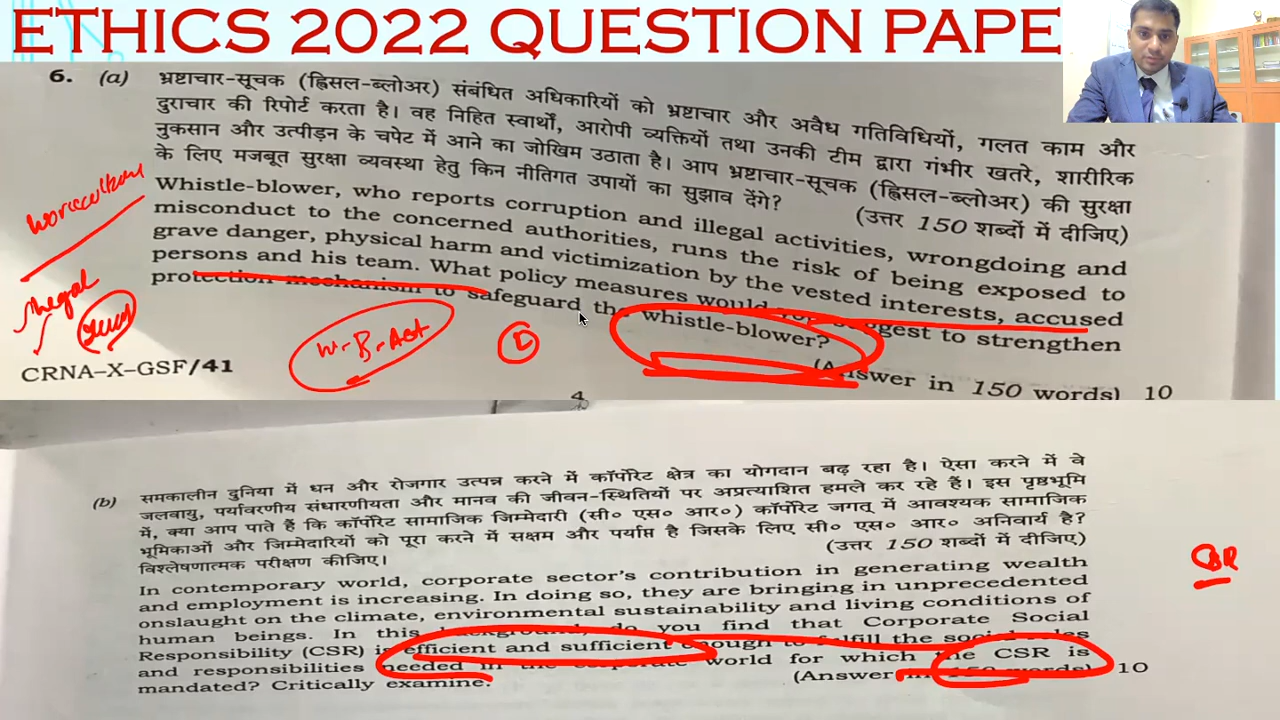 ETHICS 2022 QUESTION PAPE
6. (a) भ्रष्टाचार-सूचक (ह्विसल-ब्लोअर) संबंधित अधिकारियों को भ्रष्टाचार और अवैध गतिविधियों, गलत काम और
दुराचार की रिपोर्ट करता है। वह निहित स्वार्थों, आरोपी व्यक्तियों तथा उनकी टीम द्वारा गंभीर खतरे, शारीरिक
नुकसान और उत्पीड़न के चपेट में आने का जोखिम उठाता है। आप भ्रष्टाचार-सूचक (ह्विसल-ब्लोअर) की सुरक्षा
के लिए मजबूत सुरक्षा व्यवस्था हेतु किन नीतिगत उपायों का सुझाव देंगे?
(उत्तर 150 शब्दों में दीजिए)
Whistle-blower, who reports corruption and illegal activities, wrongdoing and
misconduct to the concerned authorities, runs the risk of being exposed to
grave danger, physical harm and victimization by the vested interests, accused
persons and his team. What policy measures would you suggest to strengthen
protection mechanism to safeguard the whistle-blower?
(Answer in 150 words) 10
illegal
W-B-Act
CRNA-X-GSF/41
4
(b) समकालीन दुनिया में धन और रोजगार उत्पन्न करने में कॉर्पोरेट क्षेत्र का योगदान बढ़ रहा है। ऐसा करने में वे
जलवायु, पर्यावरणीय संधारणीयता और मानव की जीवन-स्थितियों पर अप्रत्याशित हमले कर रहे हैं। इस पृष्ठभूमि
में, क्या आप पाते हैं कि कॉर्पोरेट सामाजिक जिम्मेदारी (सी० एस० आर०) कॉर्पोरेट जगत् में आवश्यक सामाजिक
भूमिकाओं और जिम्मेदारियों को पूरा करने में सक्षम और पर्याप्त है जिसके लिए सी० एस० आर० अनिवार्य है?
विश्लेषणात्मक परीक्षण कीजिए।
(उत्तर 150 शब्दों में दीजिए)
In contemporary world, corporate sector's contribution in generating wealth
and employment is increasing. In doing so, they are bringing in unprecedented
onslaught on the climate, environmental sustainability and living conditions of
human beings. In this background, do you find that Corporate Social
Responsibility (CSR) is efficient and sufficient enough to fulfill the social roles
and responsibilities needed in the corporate world for which the CSR is
mandated? Critically examine.
(Answer in 150 words) 10